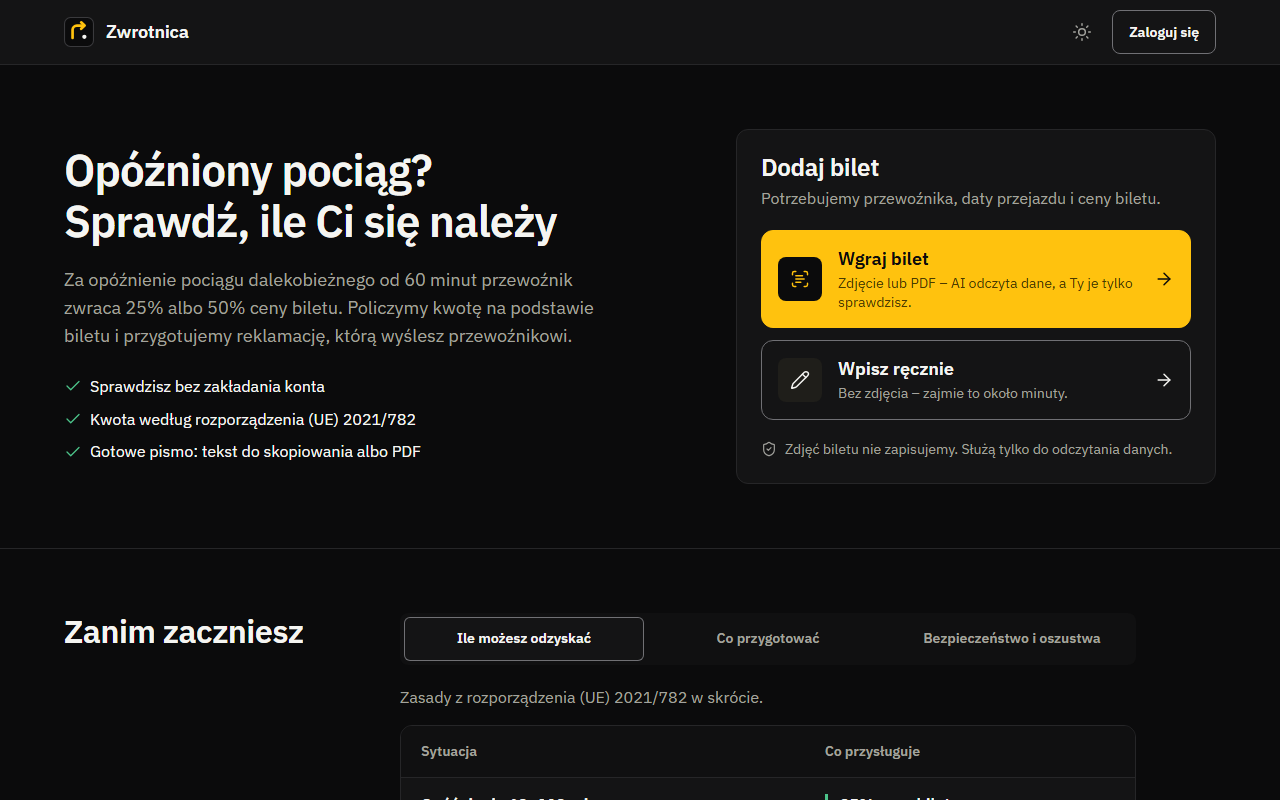 Zwrotnica
Zaloguj się
Opóźniony pociąg?
Sprawdź, ile Ci się należy
Za opóźnienie pociągu dalekobieżnego od 60 minut przewoźnik
zwraca 25% albo 50% ceny biletu. Policzymy kwotę na podstawie
biletu i przygotujemy reklamację, którą wyślesz przewoźnikowi.
Sprawdzisz bez zakładania konta
Kwota według rozporządzenia (UE) 2021/782
Gotowe pismo: tekst do skopiowania albo PDF
Dodaj bilet
Potrzebujemy przewoźnika, daty przejazdu i ceny biletu.
Wgraj bilet
Zdjęcie lub PDF – AI odczyta dane, a Ty je tylko
sprawdzisz.
Wpisz ręcznie
Bez zdjęcia – zajmie to około minuty.
Zdjęć biletu nie zapisujemy. Służą tylko do odczytania danych.
Zanim zaczniesz
Ile możesz odzyskać
Co przygotować
Bezpieczeństwo i oszustwa
Zasady z rozporządzenia (UE) 2021/782 w skrócie.
Sytuacja
Co przysługuje